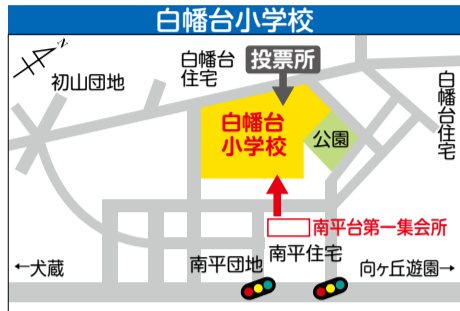 白幡台小学校
N
初山団地
白幡台
住宅
投票所
白幡台
小学校
公園
白幡台住宅
南平台第一集会所
南平団地
南平住宅
←犬蔵
向ヶ丘遊園→